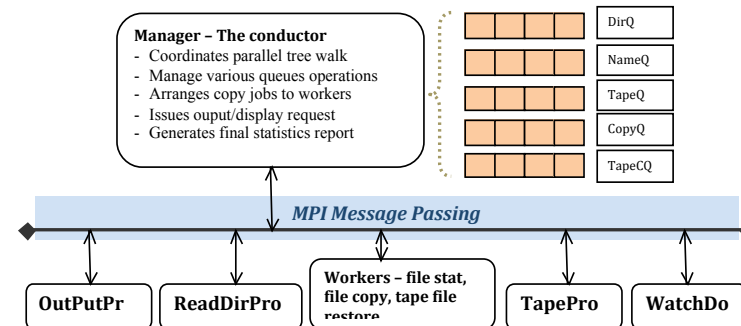 Manager – The conductor
- Coordinates parallel tree walk
- Manage various queues operations
- Arranges copy jobs to workers
- Issues ouput/display request
- Generates final statistics report
DirQ
NameQ
TapeQ
CopyQ
TapeCQ
MPI Message Passing
OutPutPr
ReadDirPro
Workers – file stat,
file copy, tape file
restore
TapePro
WatchDo